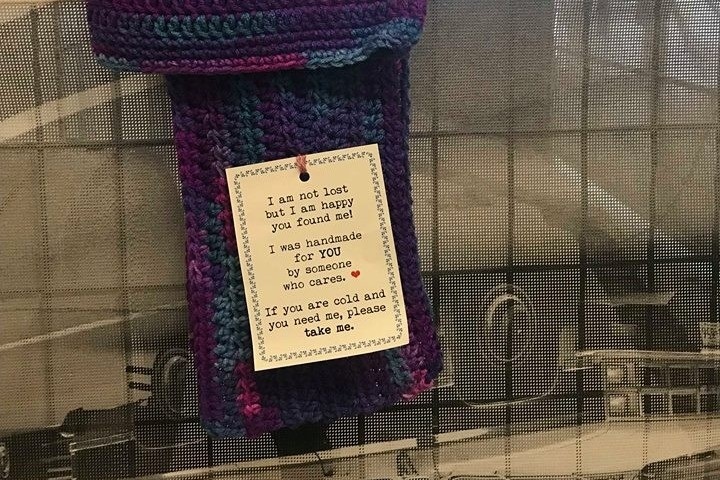 I am not lost
but I am happy
you found me!
I was handmade
for YOU
by someone
who cares. ❤
If you are cold and
you need me, please
take me.